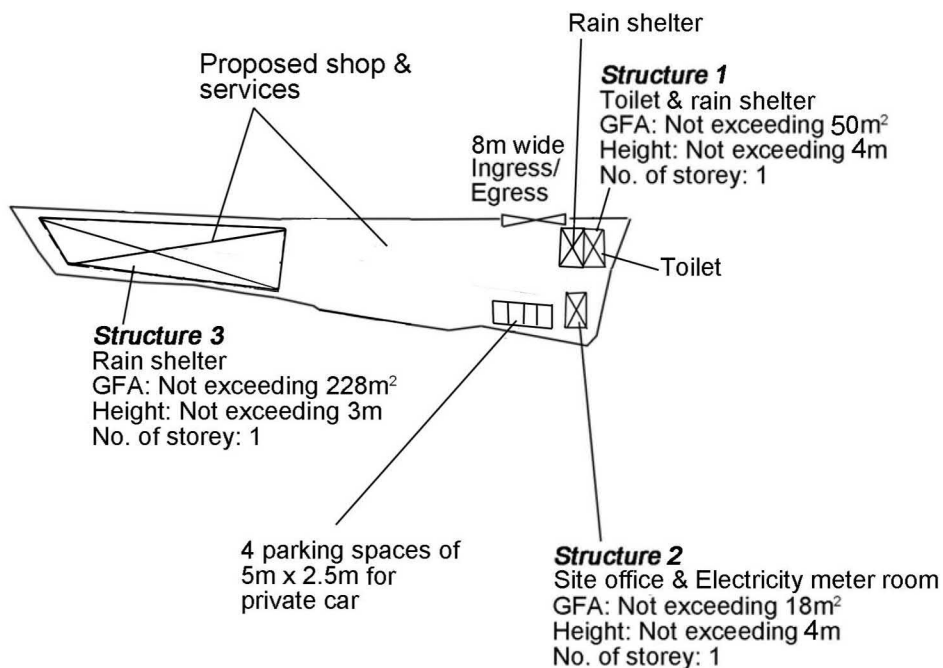 Rain shelter
Proposed shop &
services
Structure 1
Toilet & rain shelter
GFA: Not exceeding 50m²
Height: Not exceeding 4m
No. of storey: 1
8m wide
Ingress/
Egress
Toilet
Structure 3
Rain shelter
GFA: Not exceeding 228m²
Height: Not exceeding 3m
No. of storey: 1
4 parking spaces of
5m x 2.5m for
private car
Structure 2
Site office & Electricity meter room
GFA: Not exceeding 18m²
Height: Not exceeding 4m
No. of storey: 1